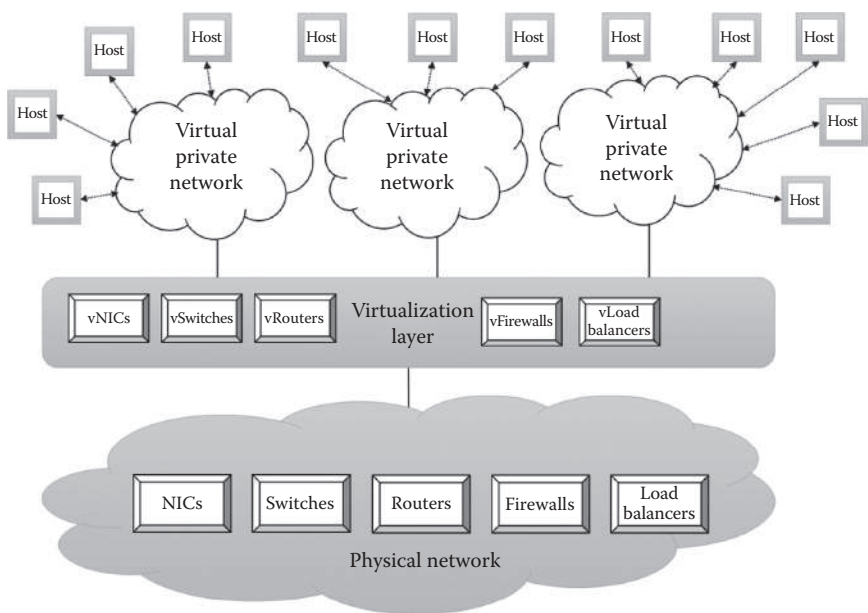 Host
Host
Host
Host
Host
Host
Host
Host
Host
Host
Host
Host
Host
Virtual
private
network
Virtual
private
network
Virtual
private
network
vNICs
vSwitches
vRouters
Virtualization
layer
vFirewalls
vLoad
balancers
NICs
Switches
Routers
Firewalls
Load
balancers
Physical network